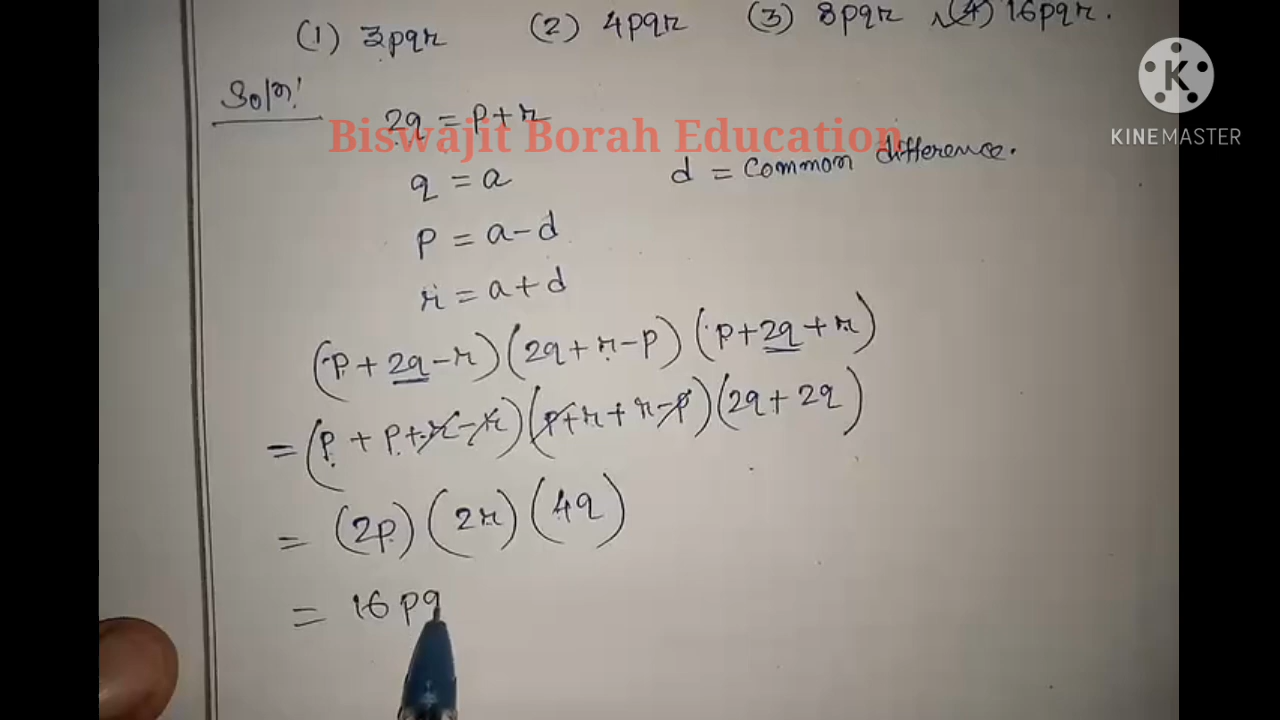 (1) 3pqr (2) 4pqr (3) 8pqr (4) 16pqr.
Soln:
2q = p+r
Biswajit Borah Education
KINEMASTER
q = a
d = common difference.
p = a-d
r = a+d
(p+2q-r)(2q+r-p)(p+2q+r)
=(p+p+r-r)(p+r+r-p)(2q+2q)
= (2p)(2r)(4q)
= 16pq